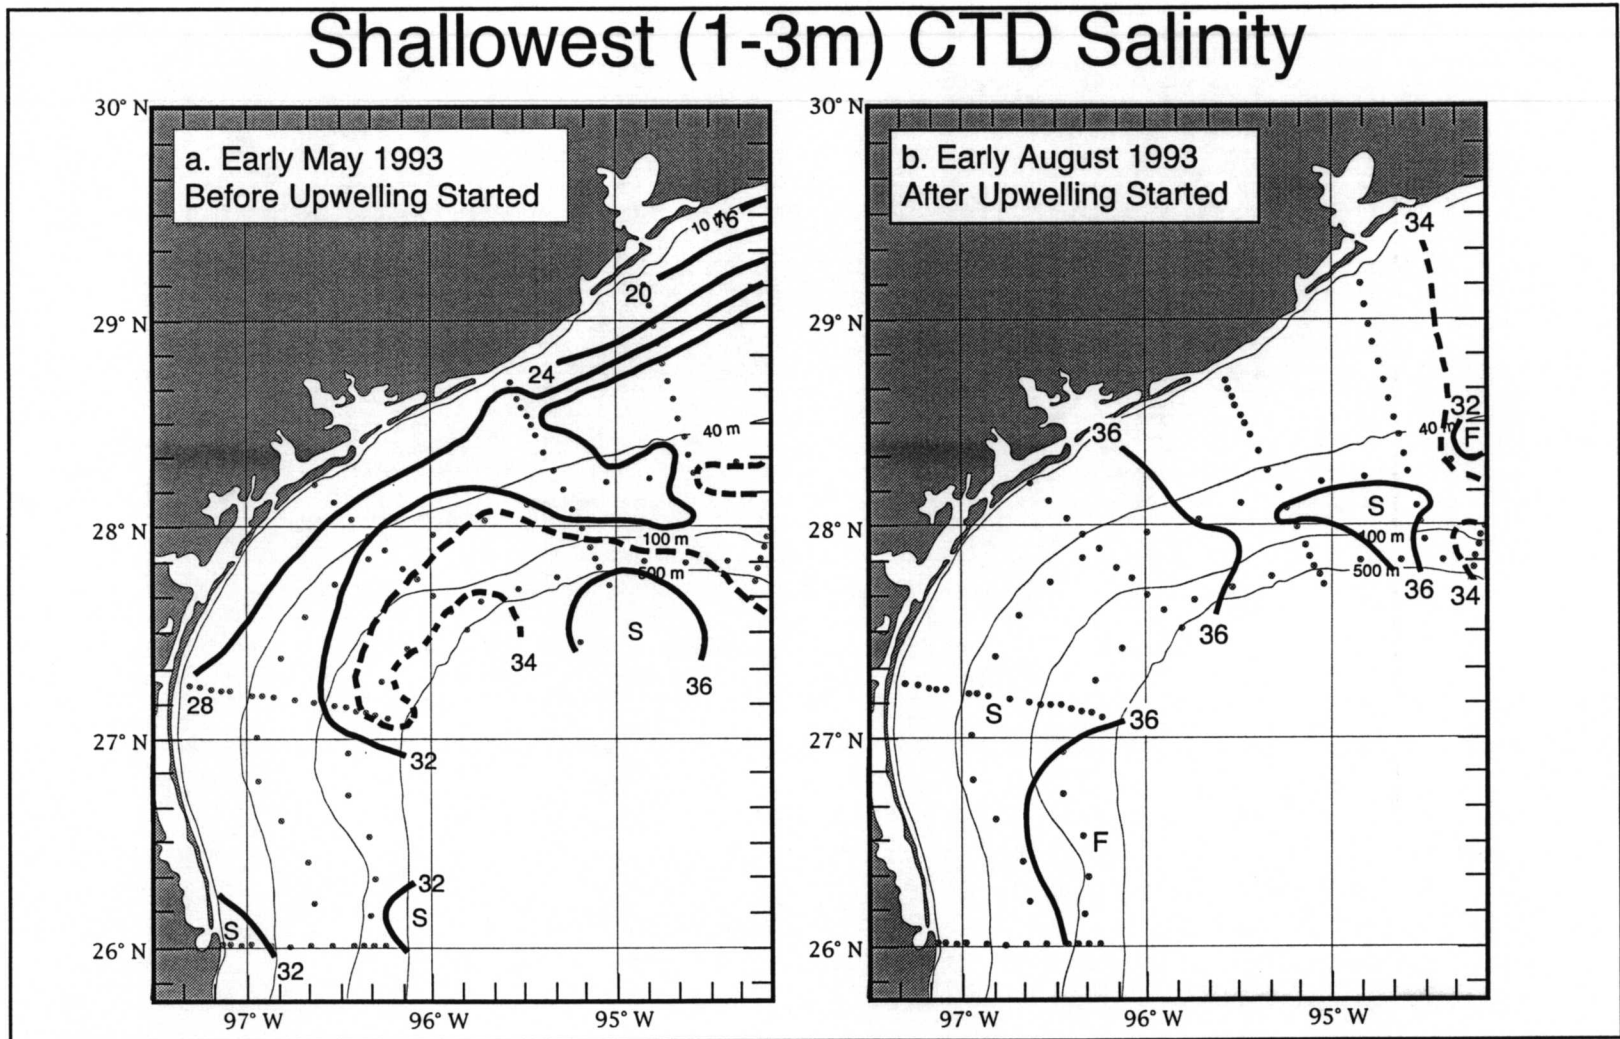 Shallowest (1-3m) CTD Salinity
a. Early May 1993
Before Upwelling Started
30° N
29° N
28° N
27° N
26° N
97° W
96° W
95° W
10 m
16
20
24
40 m
100 m
500 m
S
34
36
28
32
32
S
S
32
b. Early August 1993
After Upwelling Started
30° N
29° N
28° N
27° N
26° N
97° W
96° W
95° W
34
32
40 m
F
36
S
100 m
500 m
36
34
36
S
36
F